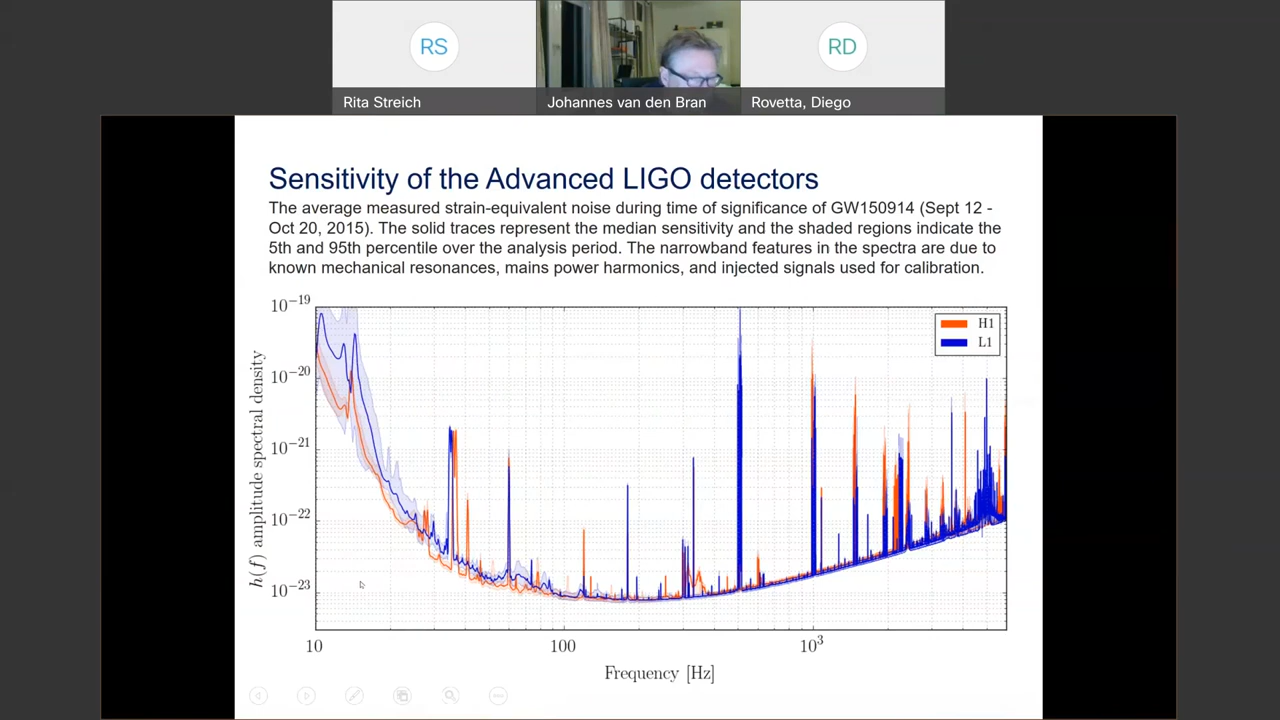 RS
RD
Rita Streich
Johannes van den Bran
Rovetta, Diego
Sensitivity of the Advanced LIGO detectors
The average measured strain-equivalent noise during time of significance of GW150914 (Sept 12 -
Oct 20, 2015). The solid traces represent the median sensitivity and the shaded regions indicate the
5th and 95th percentile over the analysis period. The narrowband features in the spectra are due to
known mechanical resonances, mains power harmonics, and injected signals used for calibration.
10⁻¹⁹
10⁻²⁰
10⁻²¹
10⁻²²
10⁻²³
h(f) amplitude spectral density
H1
L1
10
100
10³
Frequency [Hz]